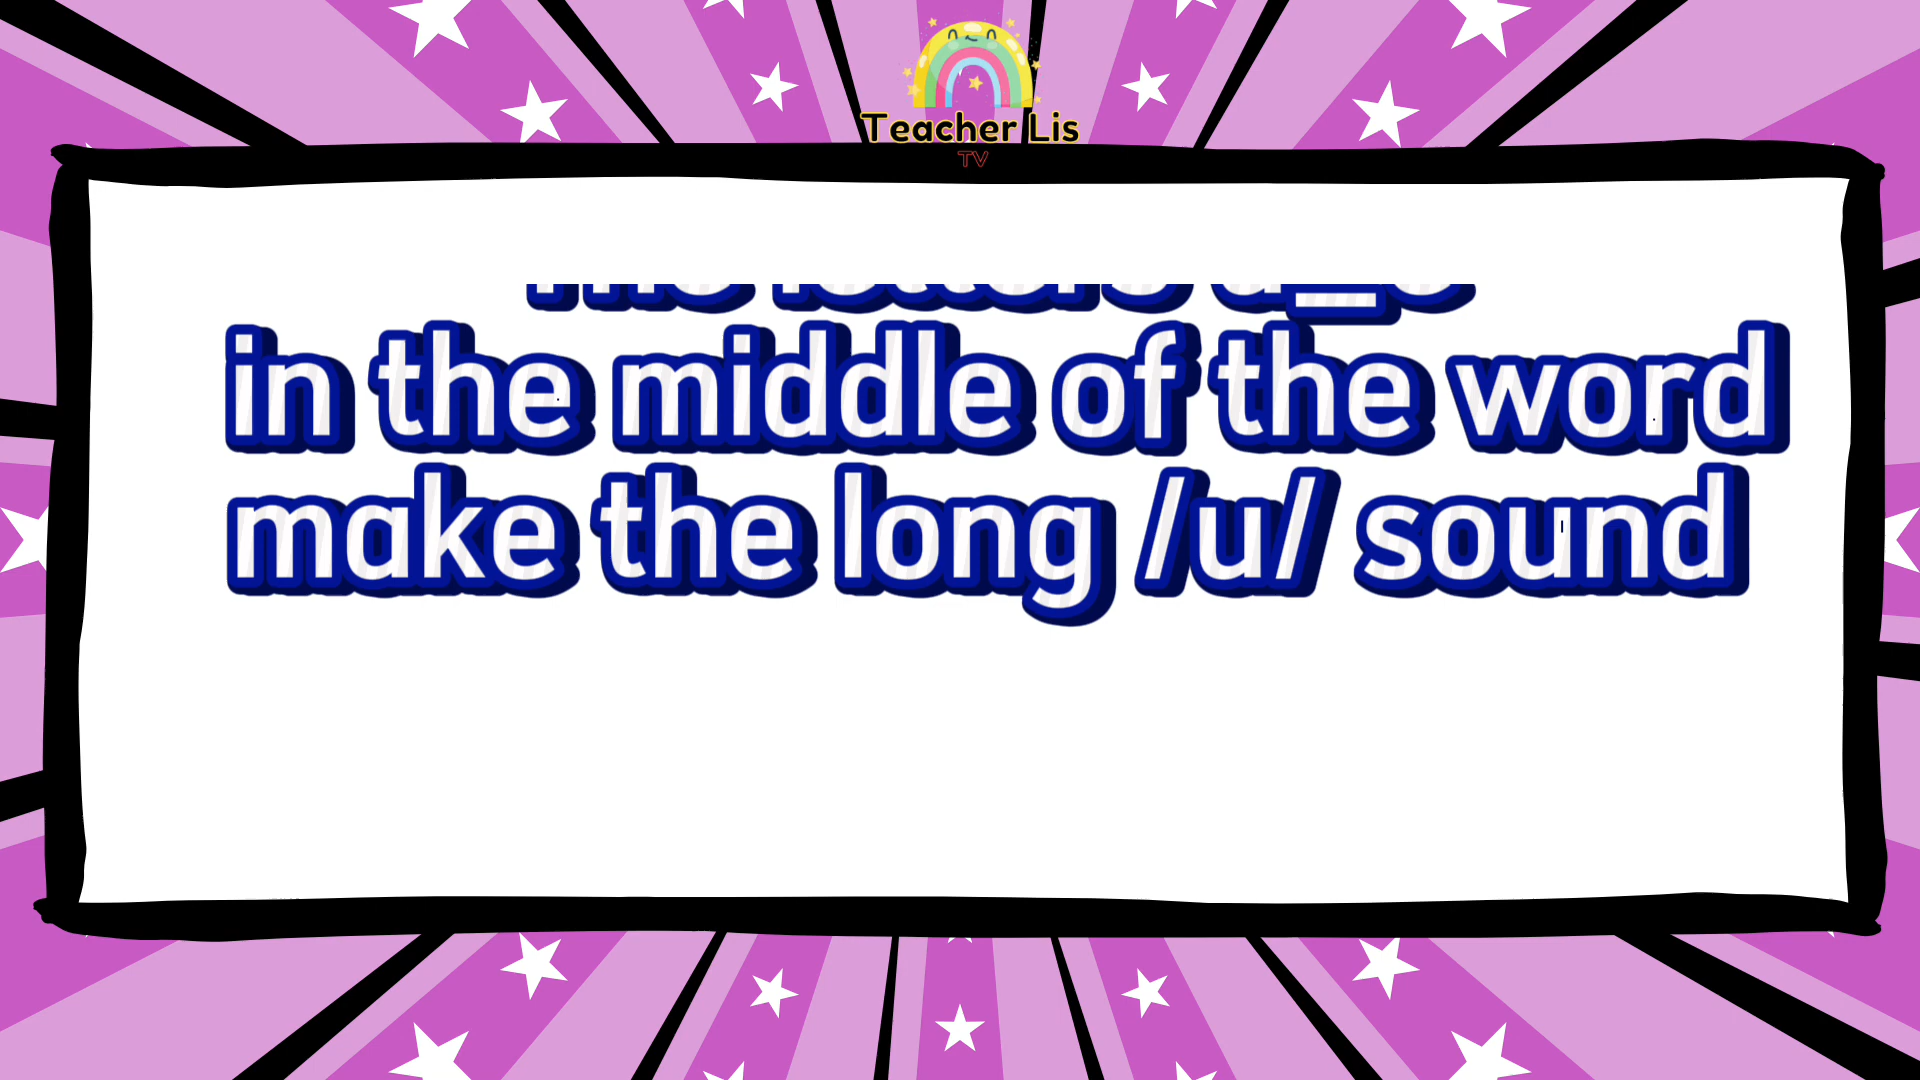 Teacher Lis
TV
in the middle of the word
make the long /u/ sound